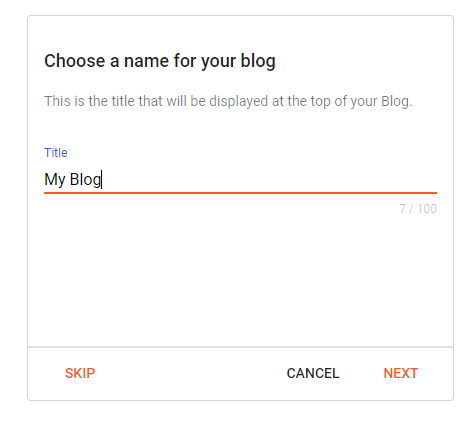 Choose a name for your blog
This is the title that will be displayed at the top of your Blog.
Title
My Blog
7 / 100
SKIP CANCEL NEXT